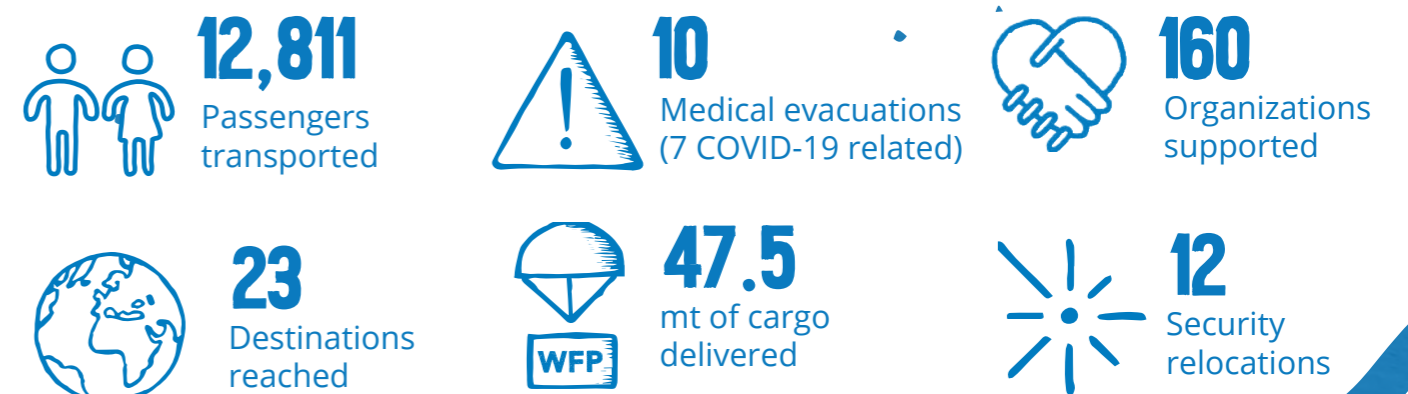 12,811
Passengers
transported
10
Medical evacuations
(7 COVID-19 related)
160
Organizations
supported
23
Destinations
reached
WFP
47.5
mt of cargo
delivered
12
Security
relocations